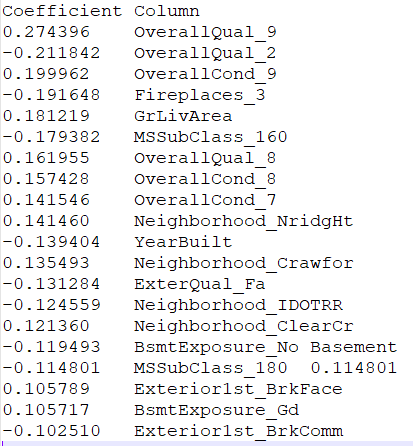 Coefficient Column
0.274396 OverallQual_9
-0.211842 OverallQual_2
0.199962 OverallCond_9
-0.191648 Fireplaces_3
0.181219 GrLivArea
-0.179382 MSSubClass_160
0.161955 OverallQual_8
0.157428 OverallCond_8
0.141546 OverallCond_7
0.141460 Neighborhood_NridgHt
-0.139404 YearBuilt
0.135493 Neighborhood_Crawfor
-0.131284 ExterQual_Fa
-0.124559 Neighborhood_IDOTRR
0.121360 Neighborhood_ClearCr
-0.119493 BsmtExposure_No Basement
-0.114801 MSSubClass_180 0.114801
0.105789 Exterior1st_BrkFace
0.105717 BsmtExposure_Gd
-0.102510 Exterior1st_BrkComm